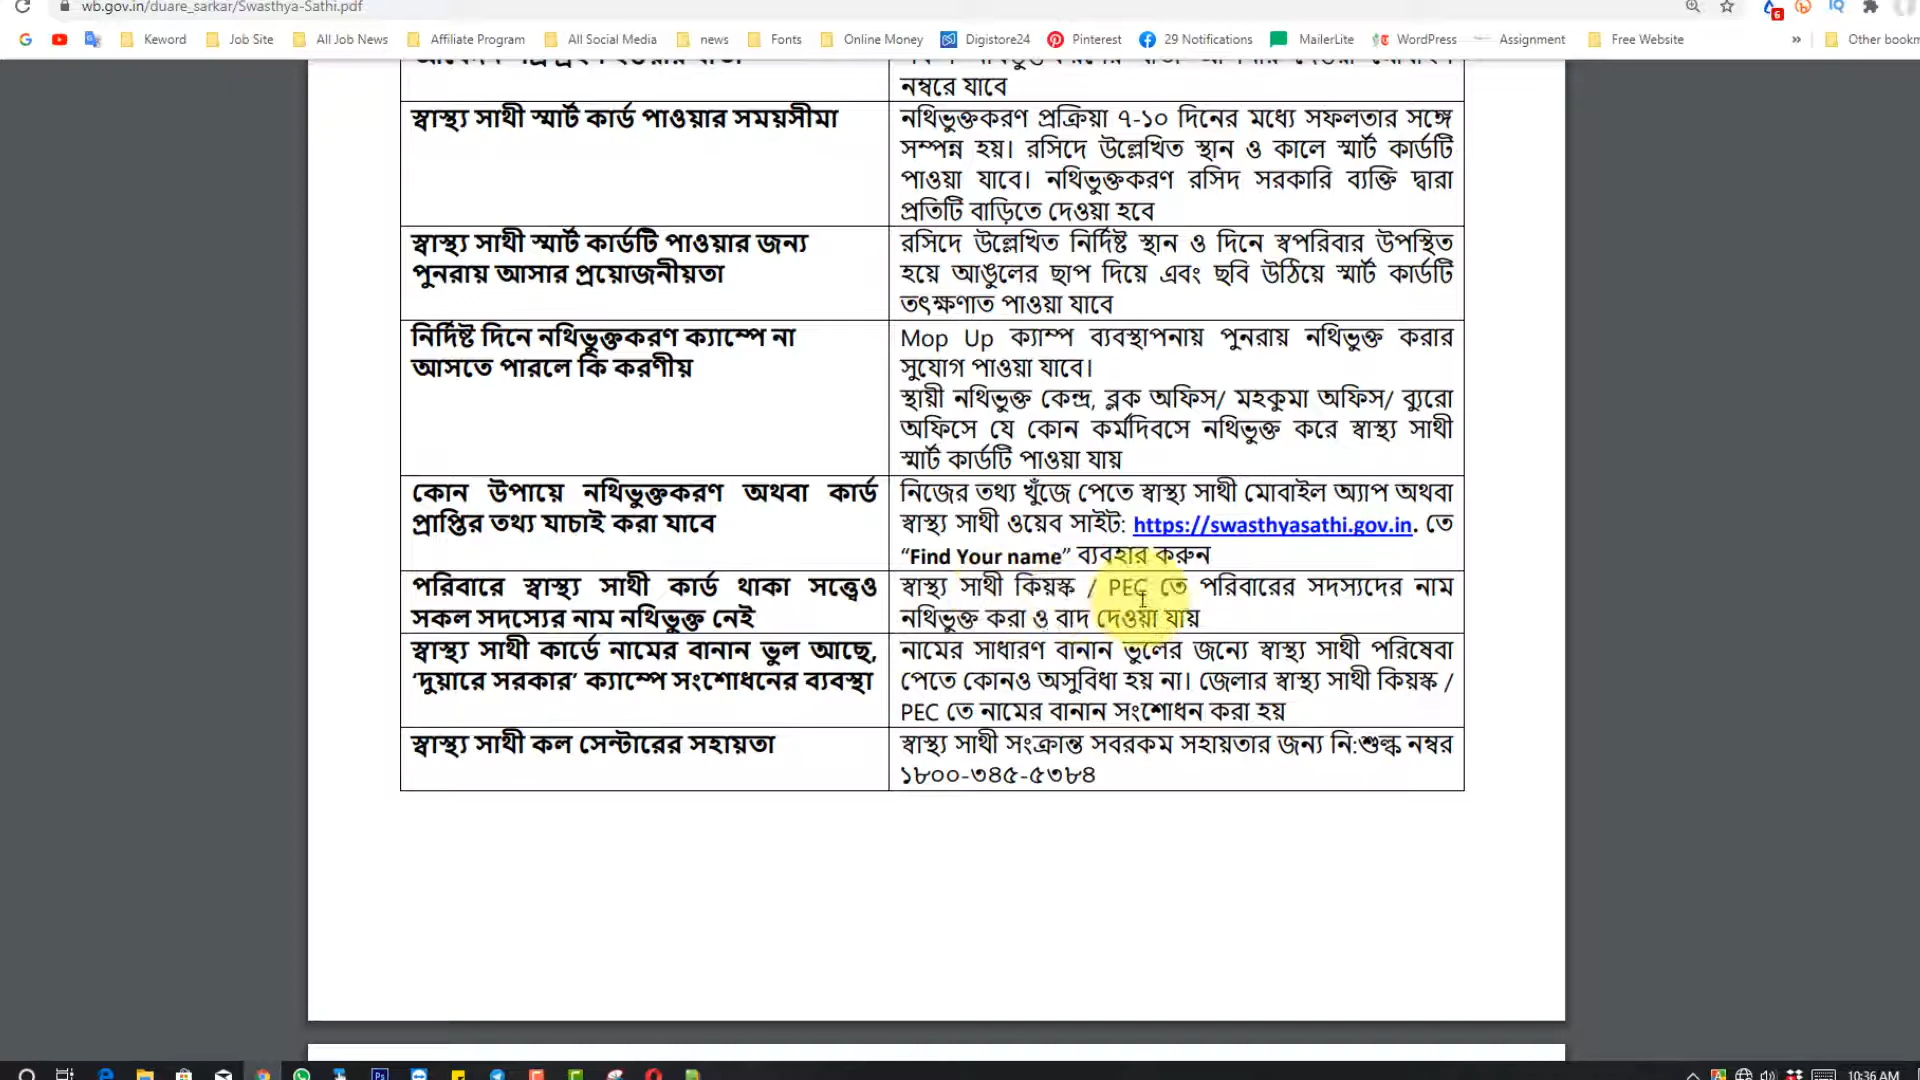 wb.gov.in/duare_sarkar/Swasthya-Sathi.pdf
Keword Job Site All Job News Affiliate Program All Social Media news Fonts Online Money Digistore24 Pinterest 29 Notifications MailerLite WordPress Assignment Free Website » Other bookm
নম্বরে যাবে
স্বাস্থ্য সাথী স্মার্ট কার্ড পাওয়ার সময়সীমা
নথিভুক্তকরণ প্রক্রিয়া ৭-১০ দিনের মধ্যে সফলতার সঙ্গে
সম্পন্ন হয়। রসিদে উল্লেখিত স্থান ও কালে স্মার্ট কার্ডটি
পাওয়া যাবে। নথিভুক্তকরণ রসিদ সরকারি ব্যক্তি দ্বারা
প্রতিটি বাড়িতে দেওয়া হবে
স্বাস্থ্য সাথী স্মার্ট কার্ডটি পাওয়ার জন্য
পুনরায় আসার প্রয়োজনীয়তা
রসিদে উল্লেখিত নির্দিষ্ট স্থান ও দিনে স্বপরিবার উপস্থিত
হয়ে আঙুলের ছাপ দিয়ে এবং ছবি উঠিয়ে স্মার্ট কার্ডটি
তৎক্ষণাত পাওয়া যাবে
নির্দিষ্ট দিনে নথিভুক্তকরণ ক্যাম্পে না
আসতে পারলে কি করণীয়
Mop Up ক্যাম্প ব্যবস্থাপনায় পুনরায় নথিভুক্ত করার
সুযোগ পাওয়া যাবে।
স্থায়ী নথিভুক্ত কেন্দ্র, ব্লক অফিস/ মহকুমা অফিস/ ব্যুরো
অফিসে যে কোন কর্মদিবসে নথিভুক্ত করে স্বাস্থ্য সাথী
স্মার্ট কার্ডটি পাওয়া যায়
কোন উপায়ে নথিভুক্তকরণ অথবা কার্ড
প্রাপ্তির তথ্য যাচাই করা যাবে
নিজের তথ্য খুঁজে পেতে স্বাস্থ্য সাথী মোবাইল অ্যাপ অথবা
স্বাস্থ্য সাথী ওয়েব সাইট: https://swasthyasathi.gov.in. তে
“Find Your name” ব্যবহার করুন
পরিবারে স্বাস্থ্য সাথী কার্ড থাকা সত্ত্বেও
সকল সদস্যের নাম নথিভুক্ত নেই
স্বাস্থ্য সাথী কিয়স্ক / PEC তে পরিবারের সদস্যদের নাম
নথিভুক্ত করা ও বাদ দেওয়া যায়
স্বাস্থ্য সাথী কার্ডে নামের বানান ভুল আছে,
‘দুয়ারে সরকার’ ক্যাম্পে সংশোধনের ব্যবস্থা
নামের সাধারণ বানান ভুলের জন্যে স্বাস্থ্য সাথী পরিষেবা
পেতে কোনও অসুবিধা হয় না। জেলার স্বাস্থ্য সাথী কিয়স্ক /
PEC তে নামের বানান সংশোধন করা হয়
স্বাস্থ্য সাথী কল সেন্টারের সহায়তা
স্বাস্থ্য সাথী সংক্রান্ত সবরকম সহায়তার জন্য নি:শুল্ক নম্বর
১৮০০-৩৪৫-৫৩৮৪
10:36 AM